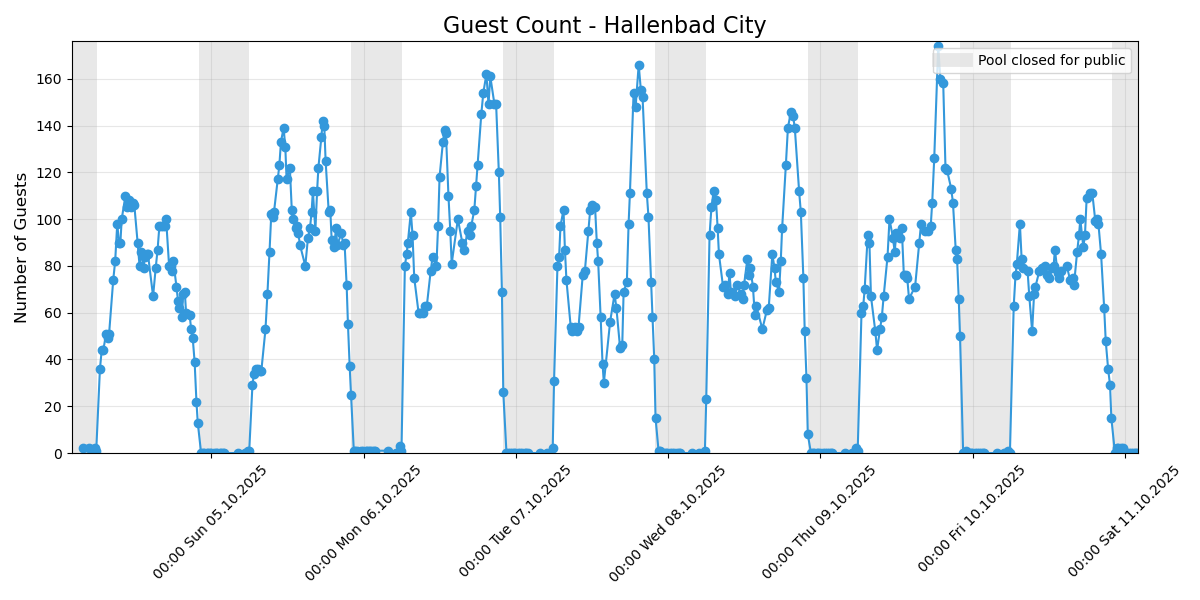 Guest Count - Hallenbad City
Pool closed for public
Number of Guests
160
140
120
100
80
60
40
20
0
00:00 Sun 05.10.2025
00:00 Mon 06.10.2025
00:00 Tue 07.10.2025
00:00 Wed 08.10.2025
00:00 Thu 09.10.2025
00:00 Fri 10.10.2025
00:00 Sat 11.10.2025